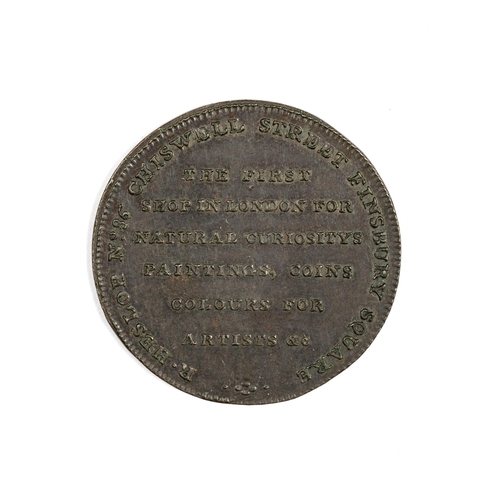 R. HESLOP No. 86 CHISWELL STREET FINSBURY SQUARE
THE FIRST
SHOP IN LONDON FOR
NATURAL CURIOSITYS
PAINTINGS, COINS
COLOURS FOR
ARTISTS &c